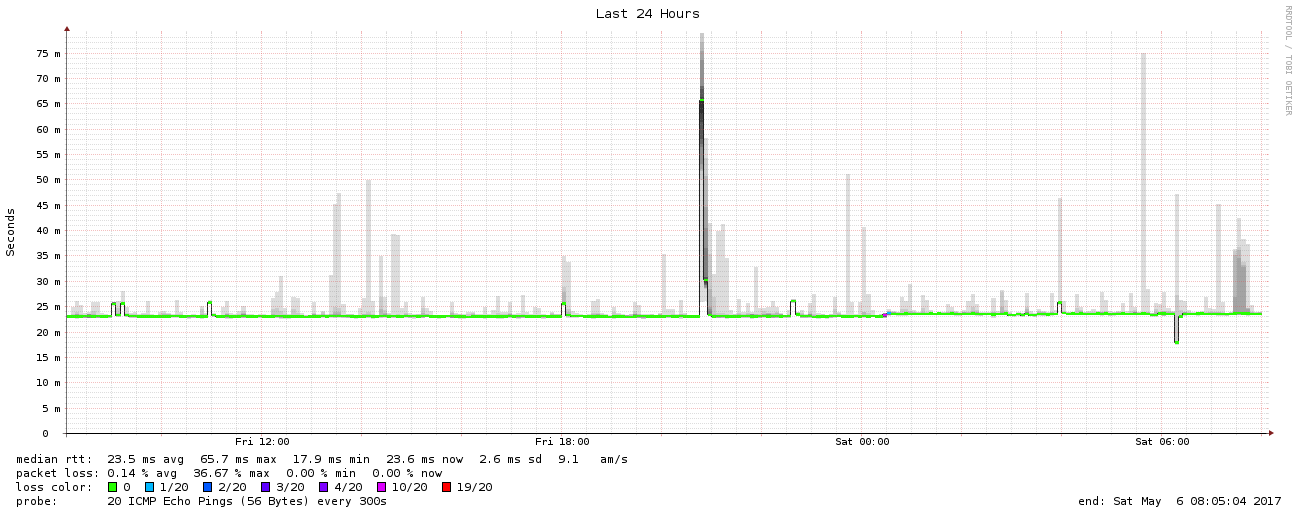 Last 24 Hours
RRDTOOL / TOBI OETIKER
Seconds
75 m
70 m
65 m
60 m
55 m
50 m
45 m
40 m
35 m
30 m
25 m
20 m
15 m
10 m
5 m
0
Fri 12:00 Fri 18:00 Sat 00:00 Sat 06:00
median rtt: 23.5 ms avg 65.7 ms max 17.9 ms min 23.6 ms now 2.6 ms sd 9.1 am/s
packet loss: 0.14 % avg 36.67 % max 0.00 % min 0.00 % now
loss color: 0 1/20 2/20 3/20 4/20 10/20 19/20
probe: 20 ICMP Echo Pings (56 Bytes) every 300s end: Sat May 6 08:05:04 2017